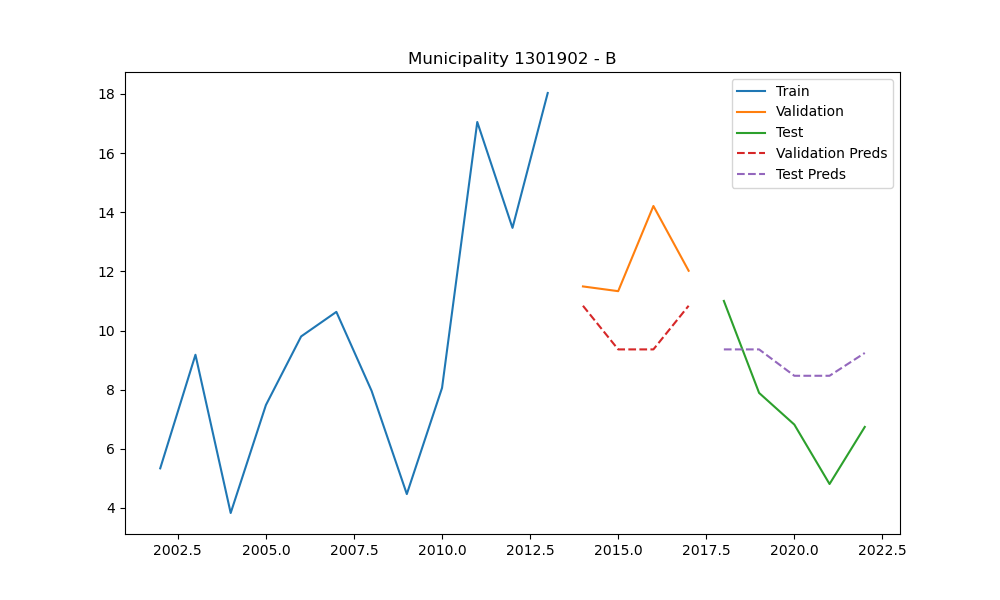 Municipality 1301902 - B
18
16
14
12
10
8
6
4
Train
Validation
Test
Validation Preds
Test Preds
2002.5 2005.0 2007.5 2010.0 2012.5 2015.0 2017.5 2020.0 2022.5